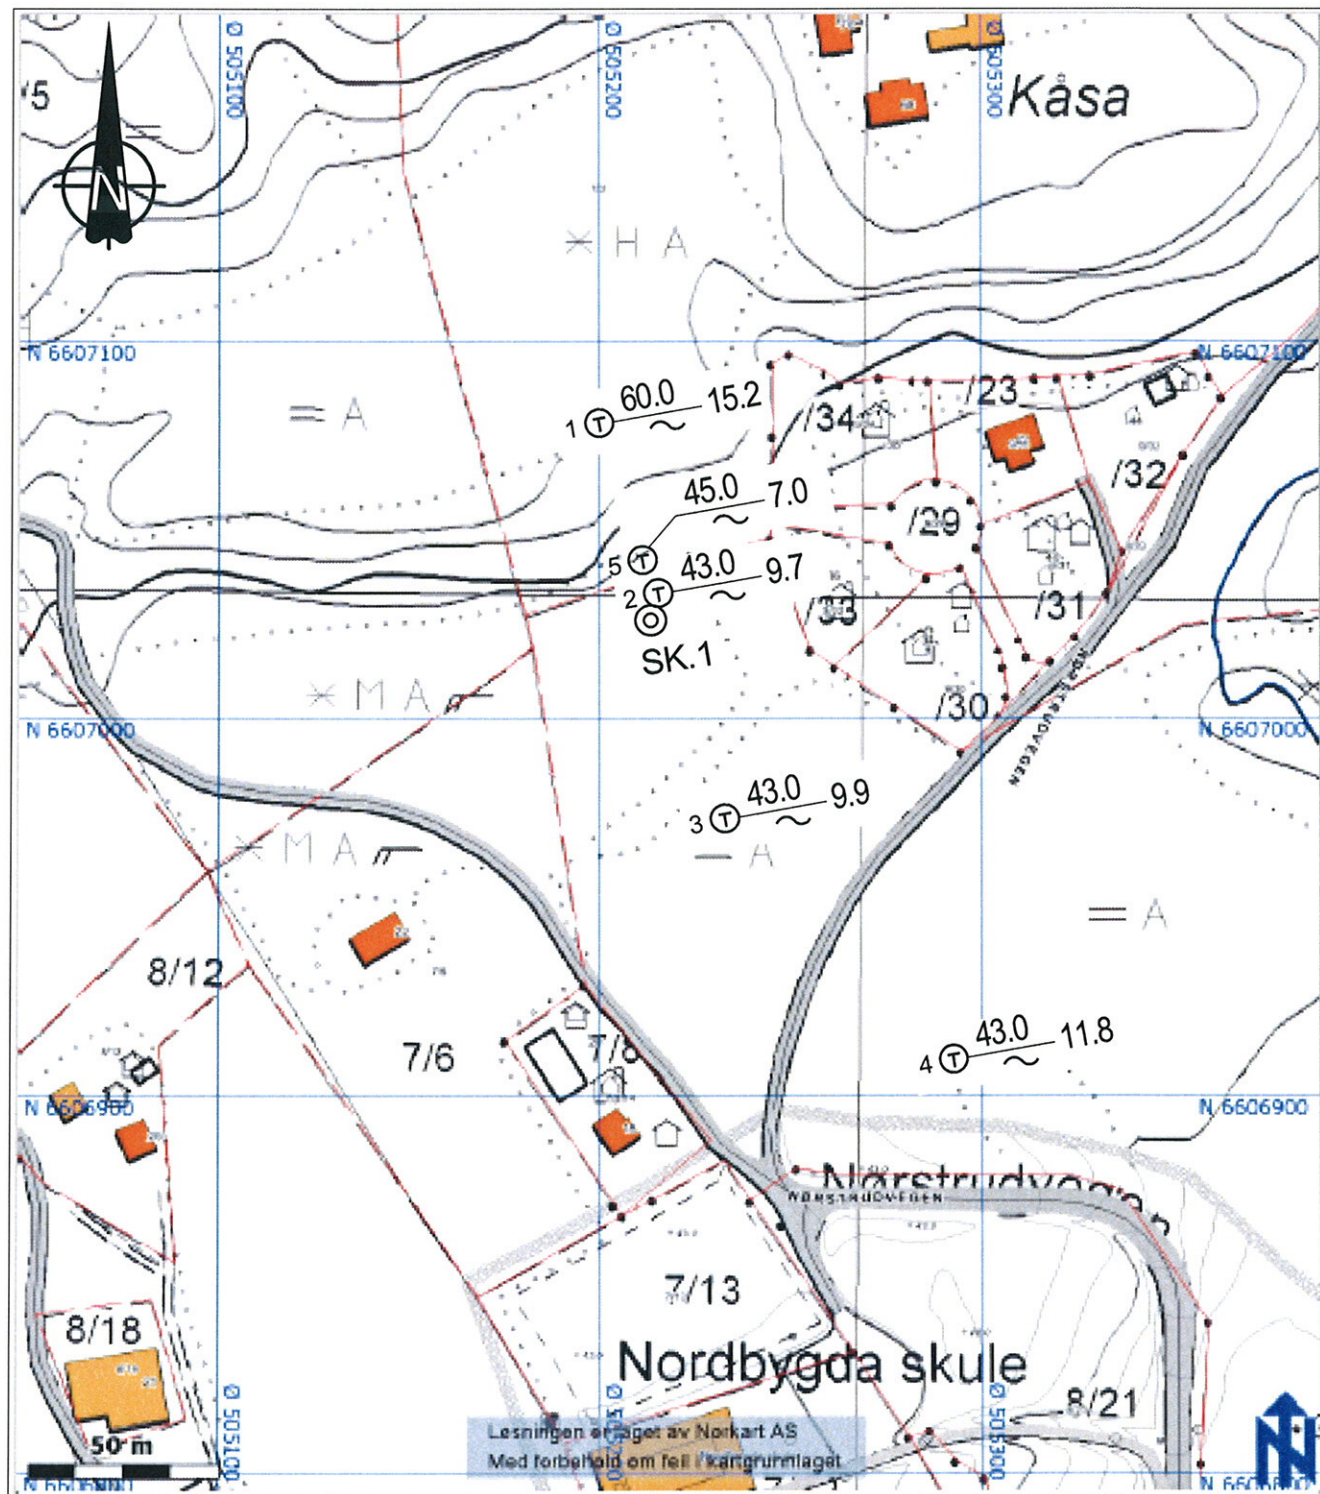 /5
N
Ø 505100
Ø 505200
Ø 505300
Kåsa
H A
N 6607100
N 6607100
= A
1 T 60.0 ~ 15.2
/34
/23
/32
5 T 45.0 ~ 7.0
/29
2 T 43.0 ~ 9.7
SK.1
/33
/31
M A
/30
N 6607000
N 6607000
3 T 43.0 ~ 9.9
M A
— A
= A
8/12
7/6
7/8
4 T 43.0 ~ 11.8
N 6606900
N 6606900
Nørstrudvegen
NØRSTRUDVEGEN
7/13
8/18
Nordbygda skule
8/21
Ø 505100
Ø 505300
50 m
Løsningen er laget av Norkart AS
Med forbehold om feil i kartgrunnlaget